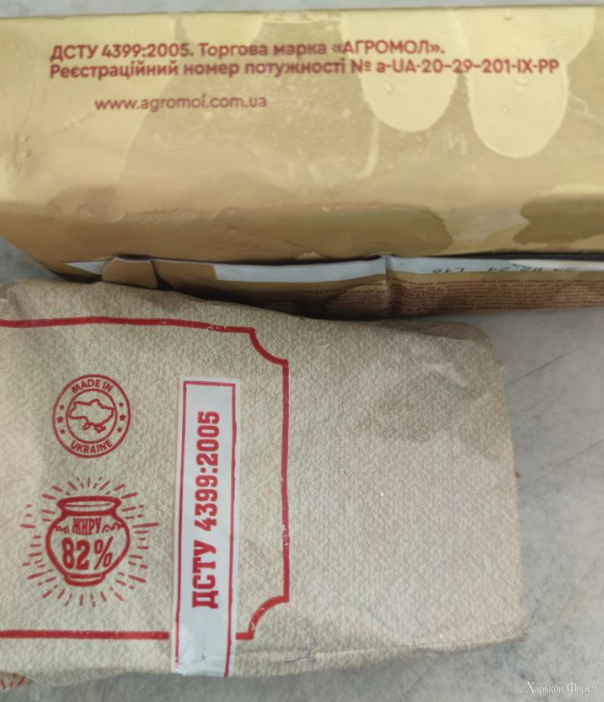 ДСТУ 4399:2005. Торгова марка «АГРОМОЛ».
Реєстраційний номер потужності № a-UA-20-29-201-IX-PP
www.agromol.com.ua
MADE IN
UKRAINE
ЖИРУ
82%
ДСТУ 4399:2005
Харьков Форум